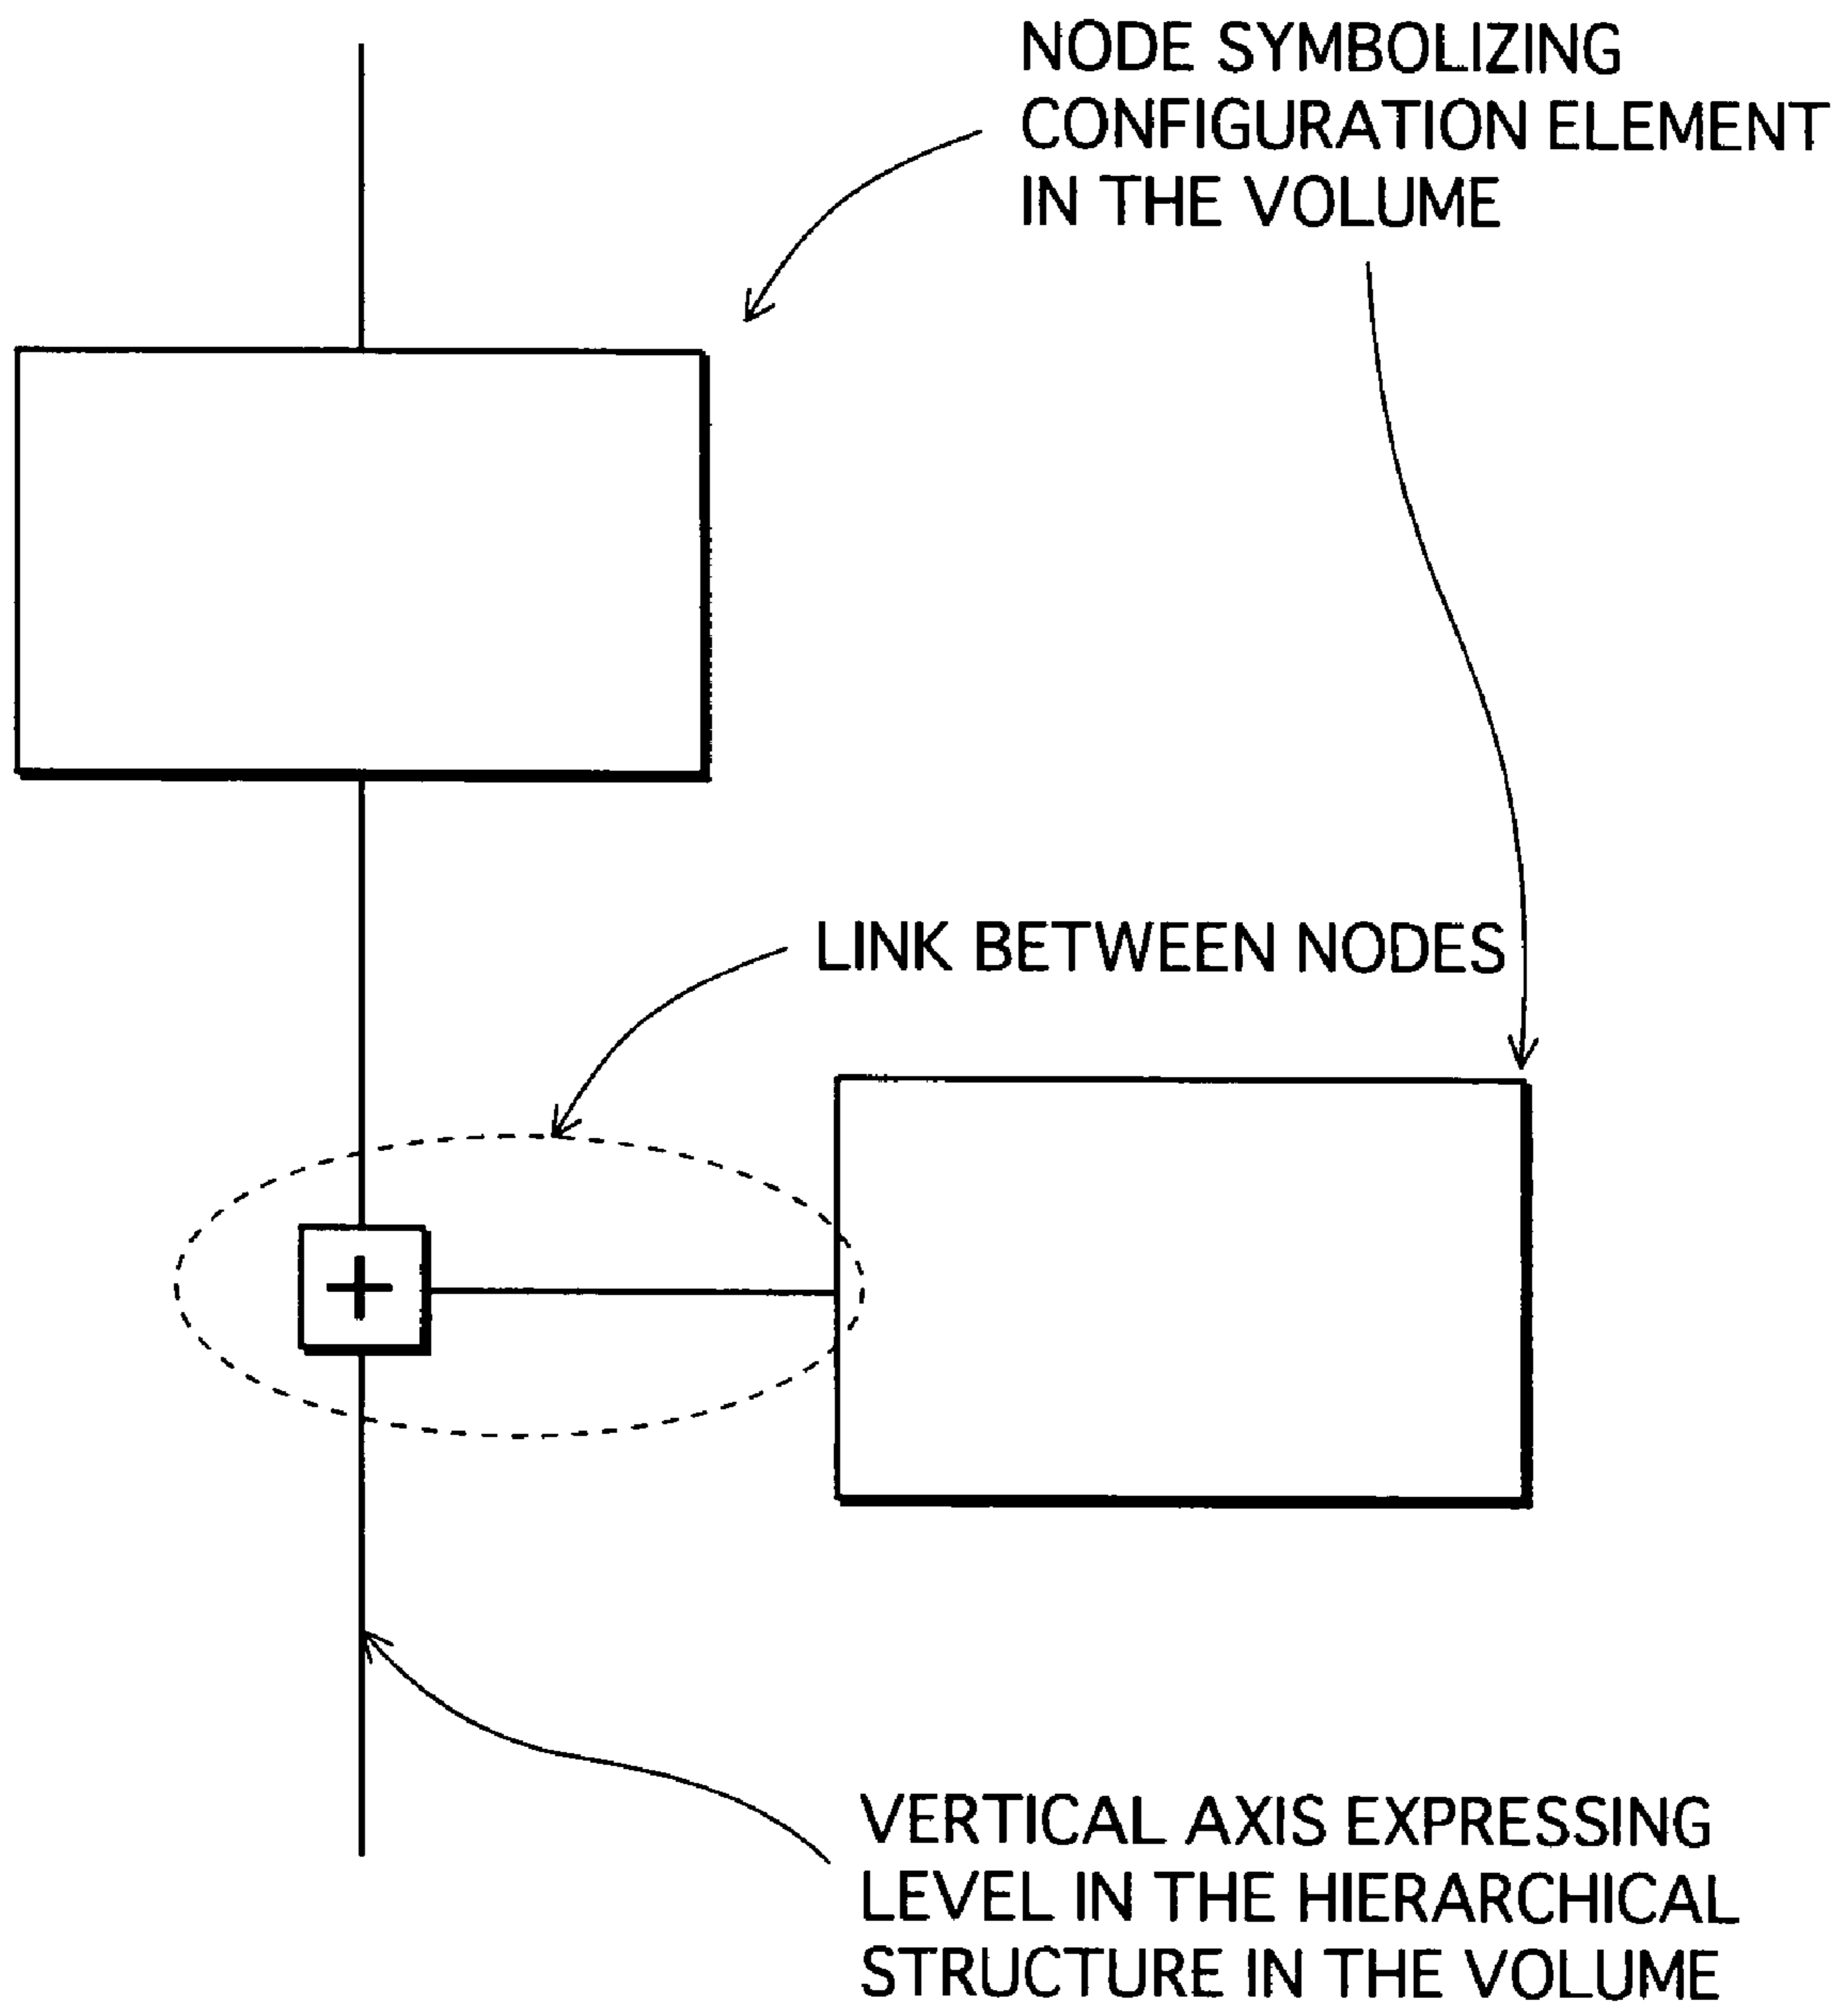 NODE SYMBOLIZING
CONFIGURATION ELEMENT
IN THE VOLUME
LINK BETWEEN NODES
+
VERTICAL AXIS EXPRESSING
LEVEL IN THE HIERARCHICAL
STRUCTURE IN THE VOLUME